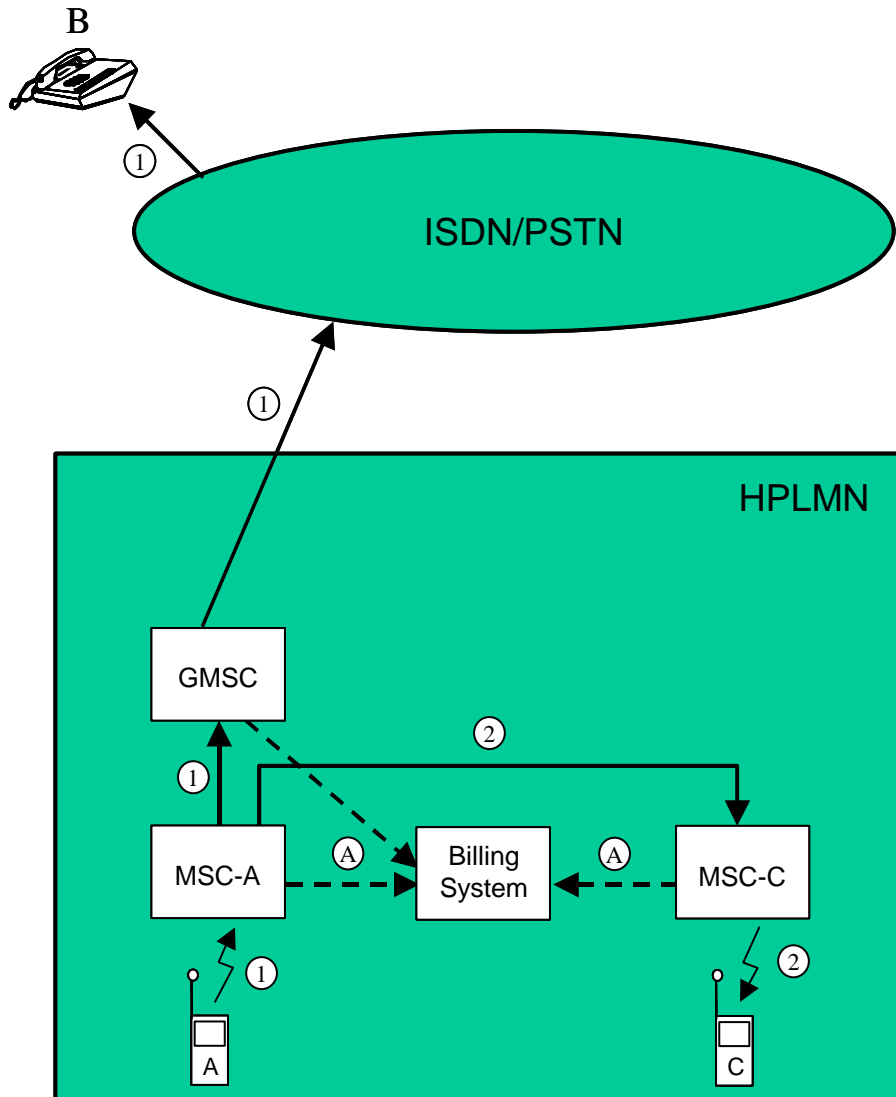 B
1
ISDN/PSTN
1
HPLMN
GMSC
2
1
MSC-A
A
Billing
System
A
MSC-C
1
2
A
C